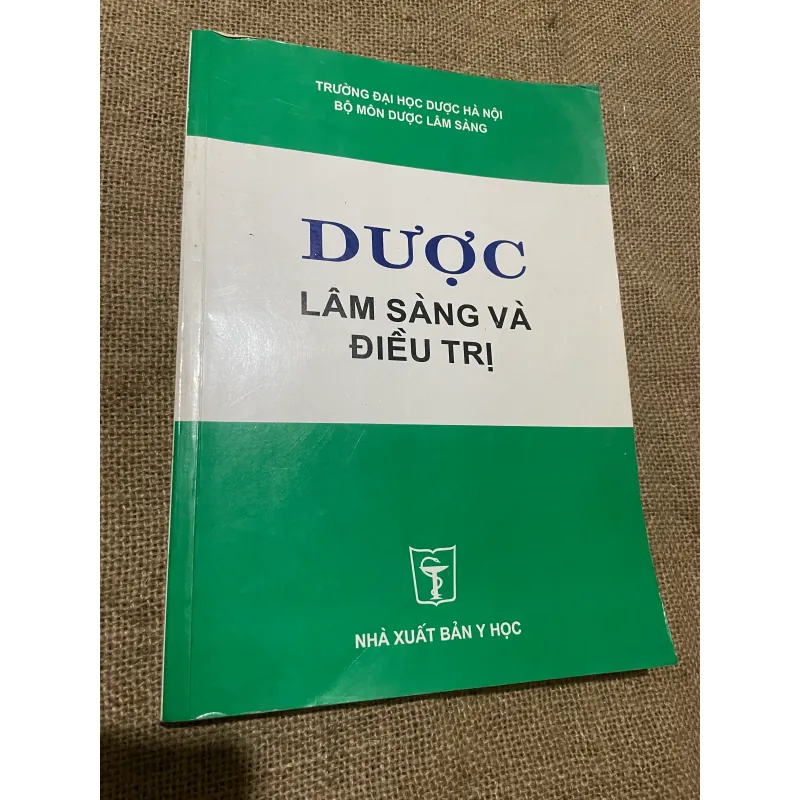 TRƯỜNG ĐẠI HỌC DƯỢC HÀ NỘI
BỘ MÔN DƯỢC LÂM SÀNG
DƯỢC
LÂM SÀNG VÀ
ĐIỀU TRỊ
NHÀ XUẤT BẢN Y HỌC